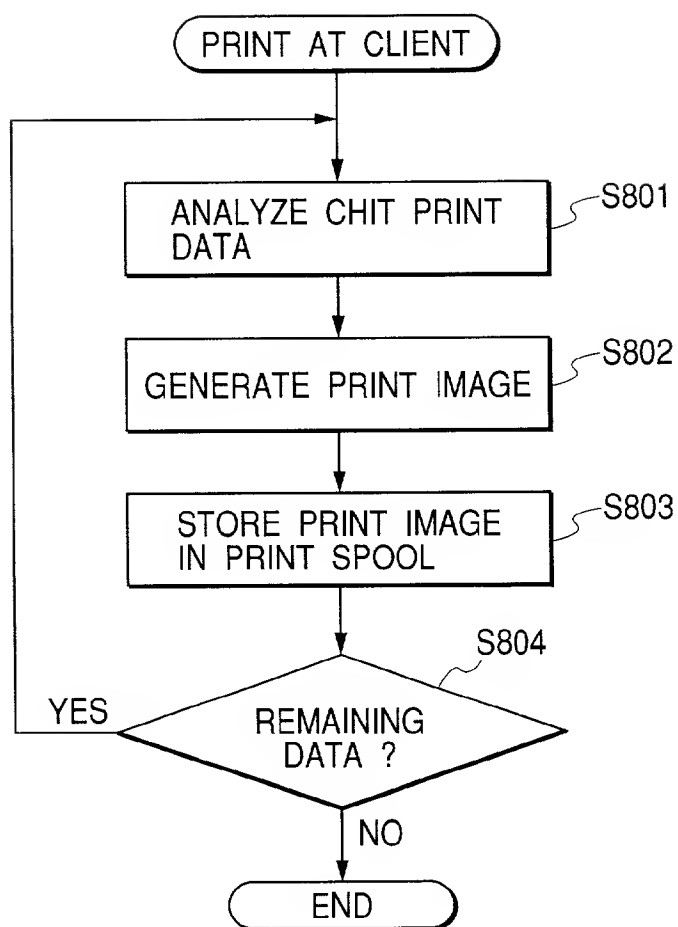 PRINT AT CLIENT
S801
ANALYZE CHIT PRINT
DATA
S802
GENERATE PRINT IMAGE
S803
STORE PRINT IMAGE
IN PRINT SPOOL
S804
YES
REMAINING
DATA ?
NO
END